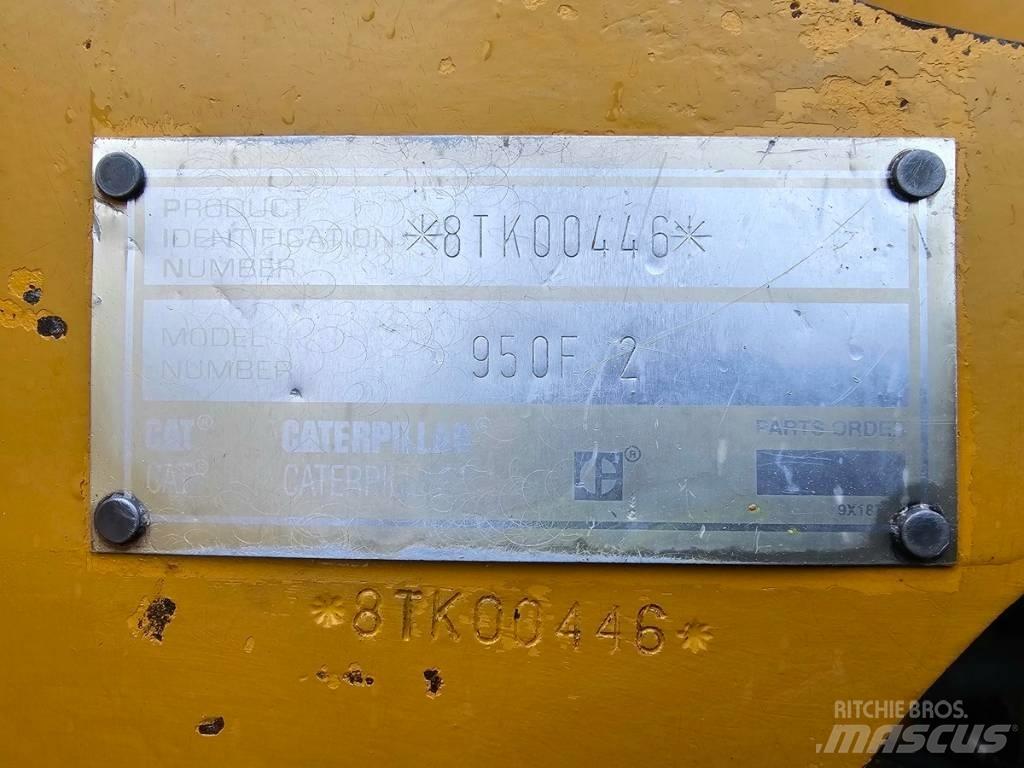 PRODUCT
IDENTIFICATION
NUMBER
*8TK00446*
MODEL
NUMBER
950F 2
CAT® CATERPILLAR®
CAT® CATERPILLAR
®
PARTS ORDER
*8TK00446*
RITCHIE BROS.
MASCUS